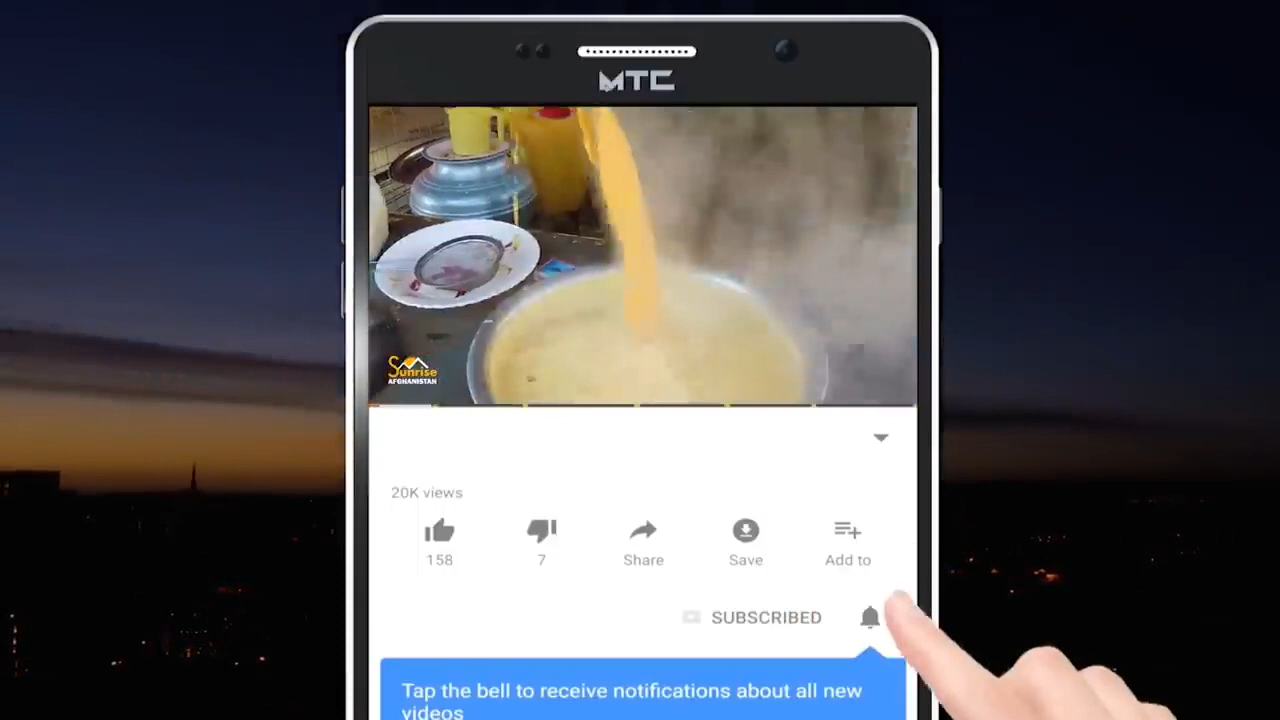 MTC
Sunrise
AFGHANISTAN
20K views
158
7
Share
Save
Add to
SUBSCRIBED
Tap the bell to receive notifications about all new
videos